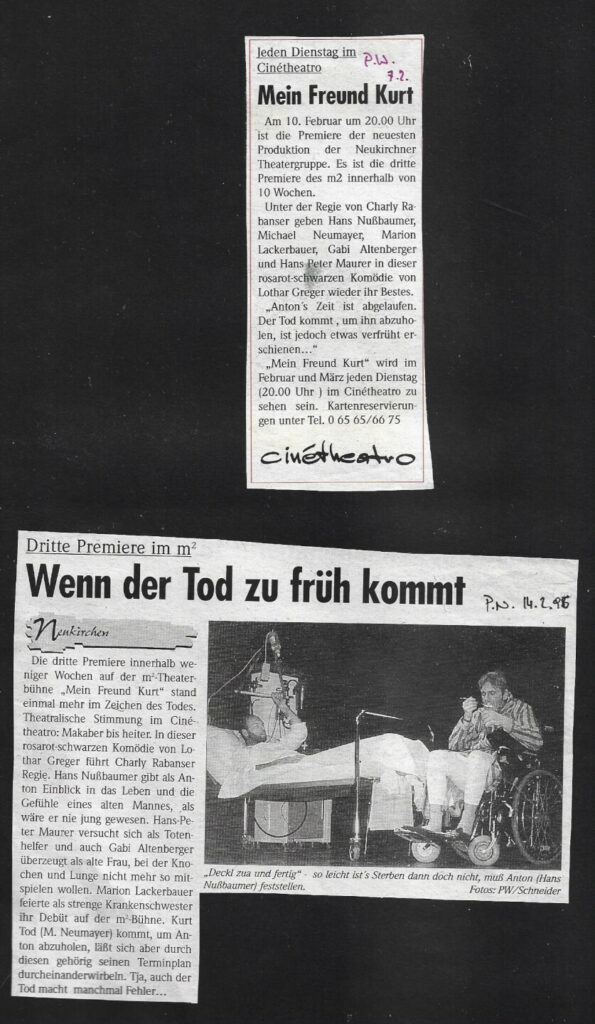 Jeden Dienstag im
Cinétheatro
P.W.
7.2.
Mein Freund Kurt
Am 10. Februar um 20.00 Uhr
ist die Premiere der neuesten
Produktion der Neukirchner
Theatergruppe. Es ist die dritte
Premiere des m2 innerhalb von
10 Wochen.
Unter der Regie von Charly Ra-
banser geben Hans Nußbaumer,
Michael Neumayer, Marion
Lackerbauer, Gabi Altenberger
und Hans Peter Maurer in dieser
rosarot-schwarzen Komödie von
Lothar Greger wieder ihr Bestes.
„Anton´s Zeit ist abgelaufen.
Der Tod kommt , um ihn abzuho-
len, ist jedoch etwas verfrüht er-
schienen...“
„Mein Freund Kurt“ wird im
Februar und März jeden Dienstag
(20.00 Uhr ) im Cinétheatro zu
sehen sein. Kartenreservierun-
gen unter Tel. 0 65 65/66 75
cinétheatro
Dritte Premiere im m²
Wenn der Tod zu früh kommt
P.W. 14.2.98
Neukirchen
Die dritte Premiere innerhalb we-
niger Wochen auf der m²-Theater-
bühne „Mein Freund Kurt“ stand
einmal mehr im Zeichen des Todes.
Theatralische Stimmung im Ciné-
theatro: Makaber bis heiter. In dieser
rosarot-schwarzen Komödie von Lo-
thar Greger führt Charly Rabanser
Regie. Hans Nußbaumer gibt als An-
ton Einblick in das Leben und die
Gefühle eines alten Mannes, als
wäre er nie jung gewesen. Hans-Pe-
ter Maurer versucht sich als Toten-
helfer und auch Gabi Altenberger
überzeugt als alte Frau, bei der Kno-
chen und Lunge nicht mehr so mit-
spielen wollen. Marion Lackerbauer
feierte als strenge Krankenschwester
ihr Debüt auf der m²-Bühne. Kurt
Tod (M. Neumayer) kommt, um An-
ton abzuholen, läßt sich aber durch
diesen gehörig seinen Terminplan
durcheinanderwirbeln. Tja, auch der
Tod macht manchmal Fehler...
„Deckl zua und fertig“ - so leicht ist´s Sterben dann doch nicht, muß Anton (Hans
Nußbaumer) feststellen.
Fotos: PW/Schneider